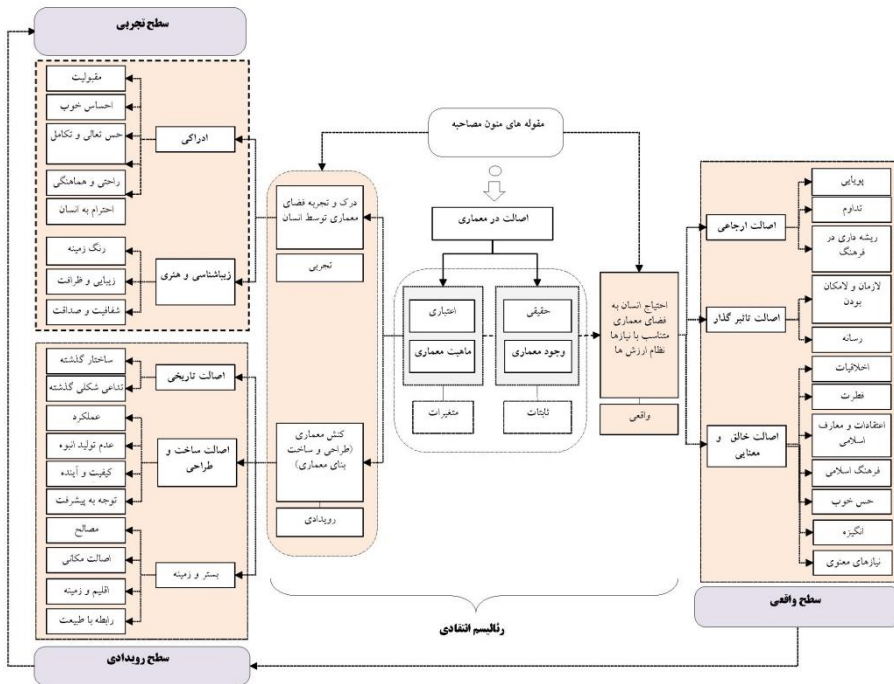 سطح تجربی
مقبولیت
احساس خوب
حس تعالی و تکامل
راحتی و هماهنگی
احترام به انسان
ادراکی
رنگ زمینه
زیبایی و ظرافت
شفافیت و صداقت
زیباشناسی و هنری
ساختار گذشته
تداعی شکلی گذشته
اصالت تاریخی
عملکرد
عدم تولید انبوه
کیفیت و آینده
توجه به پیشرفت
اصالت ساخت و
طراحی
مصالح
اصالت مکانی
اقلیم و زمینه
رابطه با طبیعت
بستر و زمینه
سطح رویدادی
درک و تجربه فضای
معماری توسط انسان
تجربی
کنش معماری
(طراحی و ساخت
بنای معماری)
رویدادی
مقوله های متون مصاحبه
اصالت در معماری
اعتباری
ماهیت معماری
متغیرات
حقیقی
وجود معماری
ثابتات
احتیاج انسان به
فضای معماری
متناسب با نیازها
نظام ارزش ها
واقعی
رئالیسم انتقادی
اصالت ارجاعی
پویایی
تداوم
ریشه داری در
فرهنگ
اصالت تاثیر گذار
لازمان و لامکان
بودن
رسانه
اصالت خالق و
معنایی
اخلاقیات
فطرت
اعتقادات و معارف
اسلامی
فرهنگ اسلامی
حس خوب
انگیزه
نیازهای معنوی
سطح واقعی